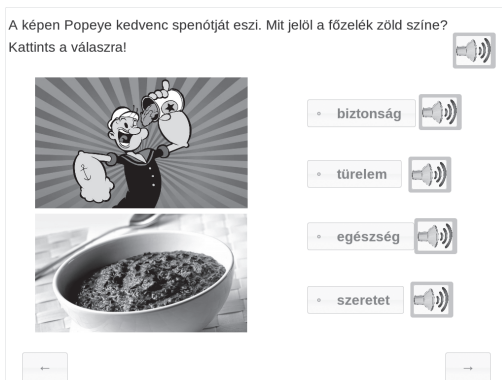 A képen Popeye kedvenc spenótját eszi. Mit jelöl a főzelék zöld színe?
Kattints a válaszra!
biztonság
türelem
egészség
szeretet
←
→